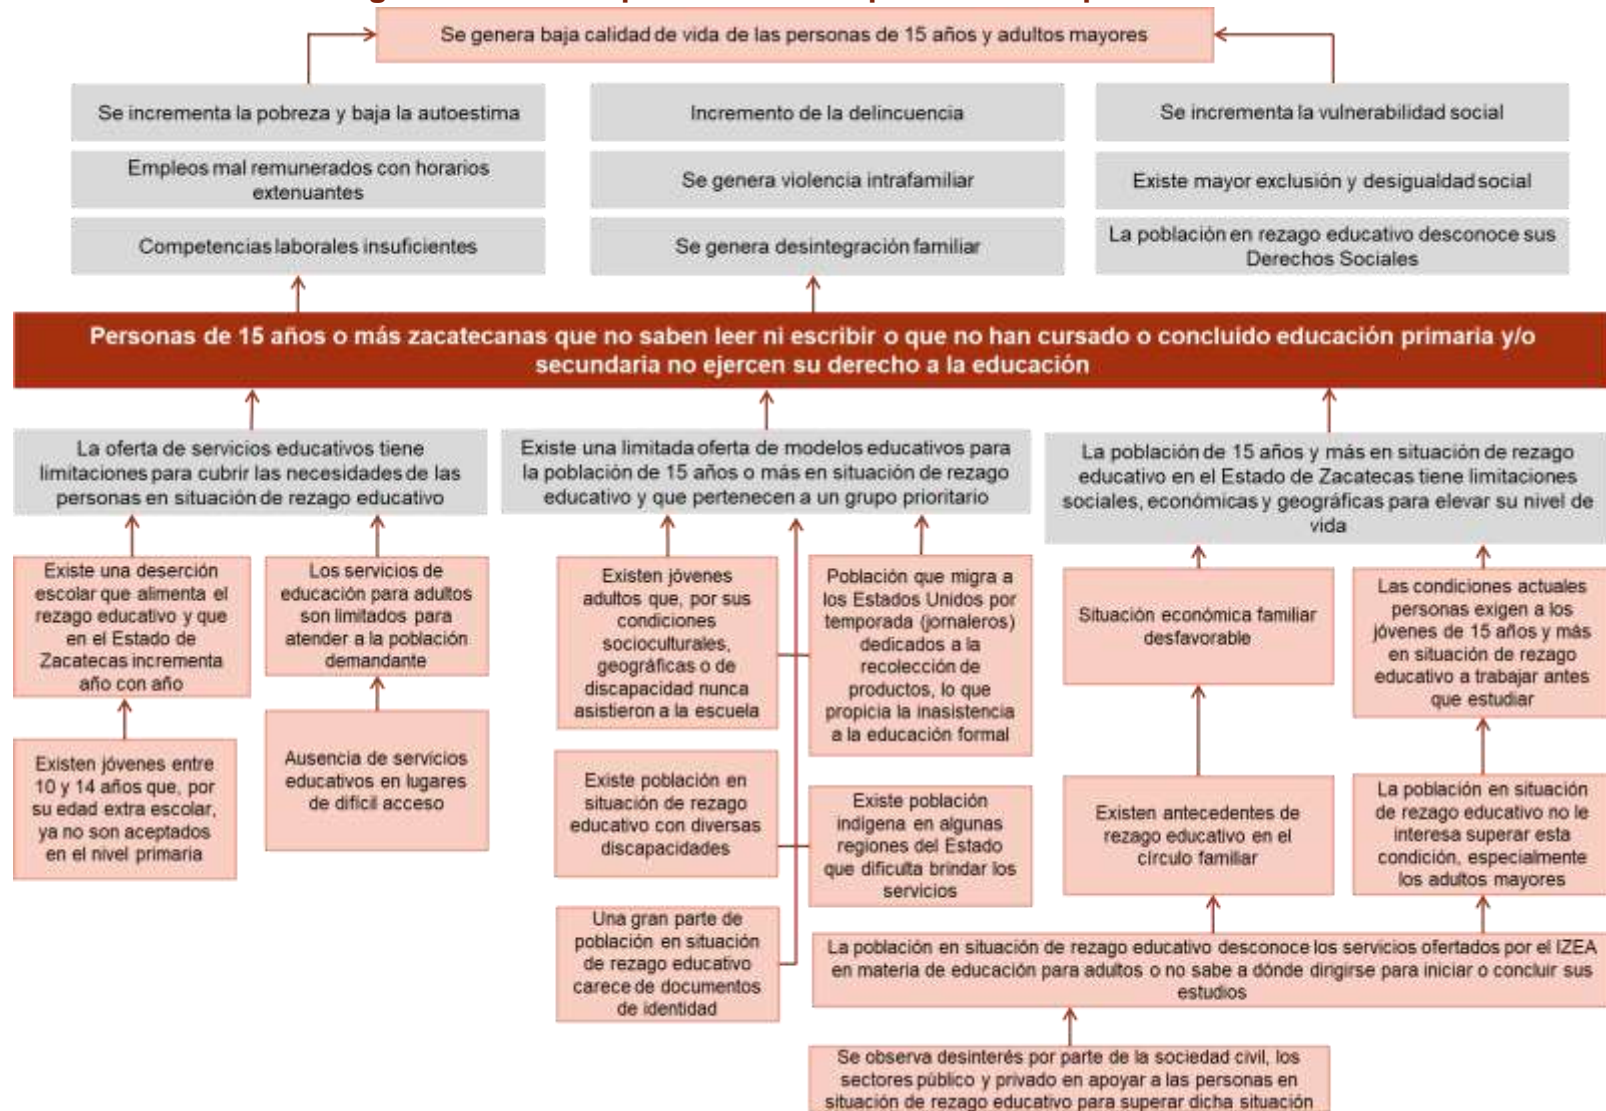 Se genera baja calidad de vida de las personas de 15 años y adultos mayores
Se incrementa la pobreza y baja la autoestima
Incremento de la delincuencia
Se incrementa la vulnerabilidad social
Empleos mal remunerados con horarios
extenuantes
Se genera violencia intrafamiliar
Existe mayor exclusión y desigualdad social
Competencias laborales insuficientes
Se genera desintegración familiar
La población en rezago educativo desconoce sus
Derechos Sociales
Personas de 15 años o más zacatecanas que no saben leer ni escribir o que no han cursado o concluido educación primaria y/o
secundaria no ejercen su derecho a la educación
La oferta de servicios educativos tiene
limitaciones para cubrir las necesidades de las
personas en situación de rezago educativo
Existe una limitada oferta de modelos educativos para
la población de 15 años o más en situación de rezago
educativo y que pertenecen a un grupo prioritario
La población de 15 años y más en situación de rezago
educativo en el Estado de Zacatecas tiene limitaciones
sociales, económicas y geográficas para elevar su nivel de
vida
Existe una deserción
escolar que alimenta el
rezago educativo y que
en el Estado de
Zacatecas incrementa
año con año
Los servicios de
educación para adultos
son limitados para
atender a la población
demandante
Existen jóvenes
adultos que, por sus
condiciones
socioculturales,
geográficas o de
discapacidad nunca
asistieron a la escuela
Población que migra a
los Estados Unidos por
temporada (jornaleros)
dedicados a la
recolección de
productos, lo que
propicia la inasistencia
a la educación formal
Situación económica familiar
desfavorable
Las condiciones actuales
personas exigen a los
jóvenes de 15 años y más
en situación de rezago
educativo a trabajar antes
que estudiar
Existen jóvenes entre
10 y 14 años que, por
su edad extra escolar,
ya no son aceptados
en el nivel primaria
Ausencia de servicios
educativos en lugares
de difícil acceso
Existe población en
situación de rezago
educativo con diversas
discapacidades
Existe población
indígena en algunas
regiones del Estado
que dificulta brindar los
servicios
Existen antecedentes de
rezago educativo en el
círculo familiar
La población en situación
de rezago educativo no le
interesa superar esta
condición, especialmente
los adultos mayores
Una gran parte de
población en situación
de rezago educativo
carece de documentos
de identidad
La población en situación de rezago educativo desconoce los servicios ofertados por el IZEA
en materia de educación para adultos o no sabe a dónde dirigirse para iniciar o concluir sus
estudios
Se observa desinterés por parte de la sociedad civil, los
sectores público y privado en apoyar a las personas en
situación de rezago educativo para superar dicha situación